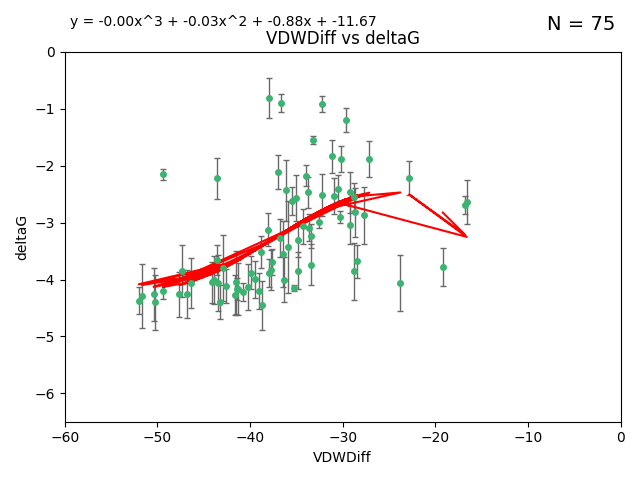 y = -0.00x^3 + -0.03x^2 + -0.88x + -11.67
N = 75
VDWDiff vs deltaG
0
−1
−2
−3
−4
−5
−6
deltaG
−60 −50 −40 −30 −20 −10 0
VDWDiff